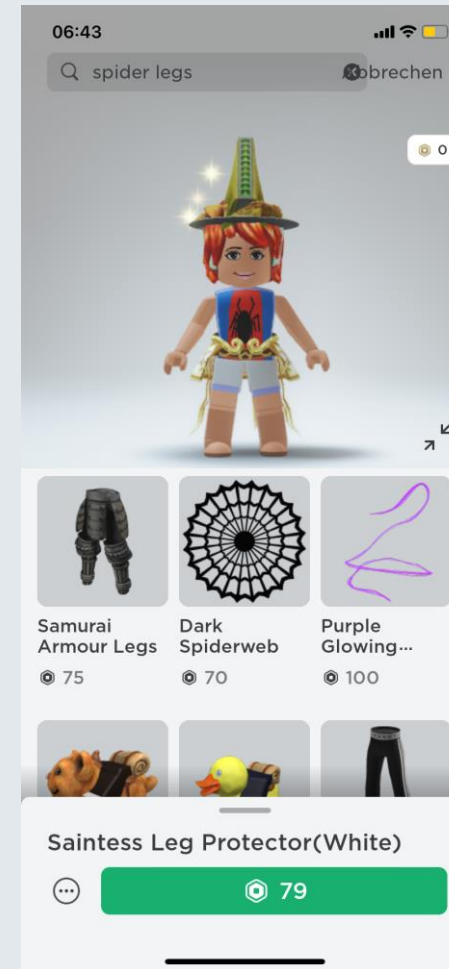 06:43
spider legs
Abbrechen
0
Samurai
Armour Legs
75
Dark
Spiderweb
70
Purple
Glowing...
100
Saintess Leg Protector(White)
79